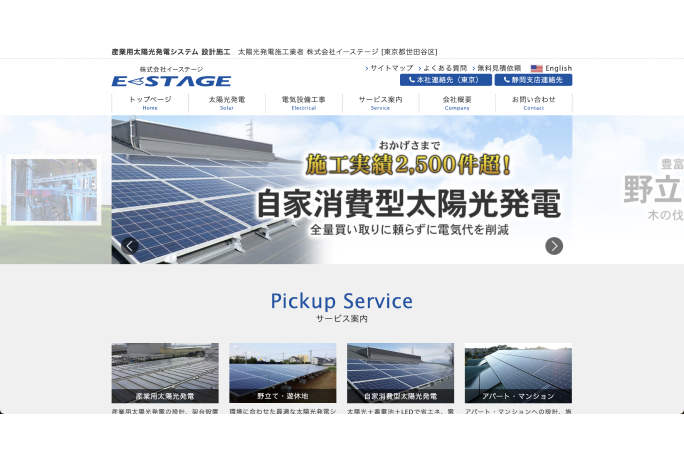 産業用太陽光発電システム 設計施工 太陽光発電施工業者 株式会社イーステージ [東京都世田谷区]
サイトマップ よくある質問 無料見積依頼 English
株式会社イーステージ
E-STAGE
本社連絡先（東京） 静岡支店連絡先
トップページ 太陽光発電 電気設備工事 サービス案内 会社概要 お問い合わせ
Home Solar Electrical Service Company Contact
おかげさまで
施工実績2,500件超！
自家消費型太陽光発電
全量買い取りに頼らずに電気代を削減
豊富
野立
木の伐
Pickup Service
サービス案内
産業用太陽光発電 野立て・遊休地 自家消費型太陽光発電 アパート・マンション
産業用太陽光発電の設計、架台設置 環境に合わせた最適な太陽光発電シ 太陽光＋蓄電池＋LEDで省エネ、電 アパート・マンションへの設計、施